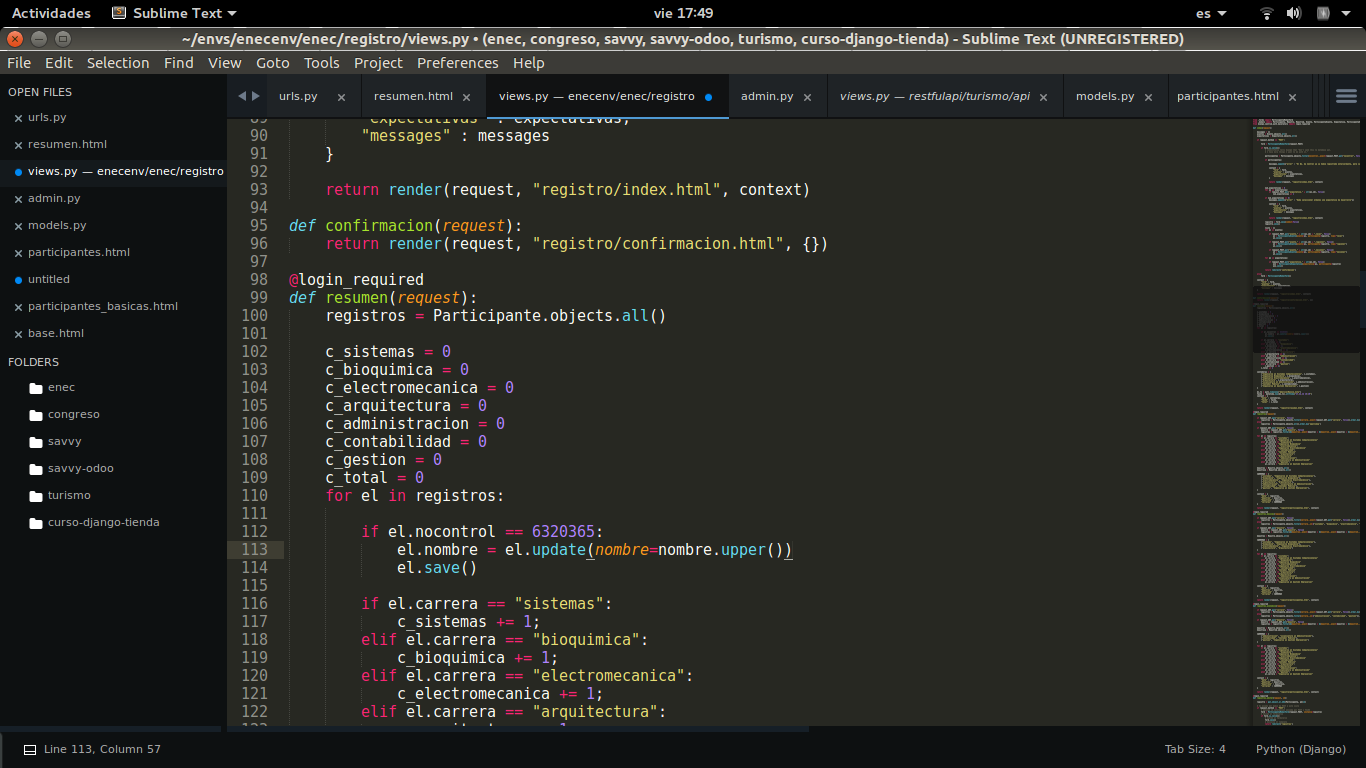 Actividades Sublime Text vie 17:49 es
~/envs/enecenv/enec/registro/views.py • (enec, congreso, savvy, savvy-odoo, turismo, curso-django-tienda) - Sublime Text (UNREGISTERED)
File Edit Selection Find View Goto Tools Project Preferences Help
OPEN FILES
urls.py
resumen.html
views.py — enecenv/enec/registro
admin.py
models.py
participantes.html
untitled
participantes_basicas.html
base.html
FOLDERS
enec
congreso
savvy
savvy-odoo
turismo
curso-django-tienda
urls.py × resumen.html × views.py — enecenv/enec/registro admin.py × views.py — restfulapi/turismo/api × models.py × participantes.html ×
89 "expectativas" : expectativas,
90 "messages" : messages
91 }
92
93 return render(request, "registro/index.html", context)
94
95 def confirmacion(request):
96 return render(request, "registro/confirmacion.html", {})
97
98 @login_required
99 def resumen(request):
100 registros = Participante.objects.all()
101
102 c_sistemas = 0
103 c_bioquimica = 0
104 c_electromecanica = 0
105 c_arquitectura = 0
106 c_administracion = 0
107 c_contabilidad = 0
108 c_gestion = 0
109 c_total = 0
110 for el in registros:
111
112 if el.nocontrol == 6320365:
113 el.nombre = el.update(nombre=nombre.upper())
114 el.save()
115
116 if el.carrera == "sistemas":
117 c_sistemas += 1;
118 elif el.carrera == "bioquimica":
119 c_bioquimica += 1;
120 elif el.carrera == "electromecanica":
121 c_electromecanica += 1;
122 elif el.carrera == "arquitectura":
Line 113, Column 57 Tab Size: 4 Python (Django)